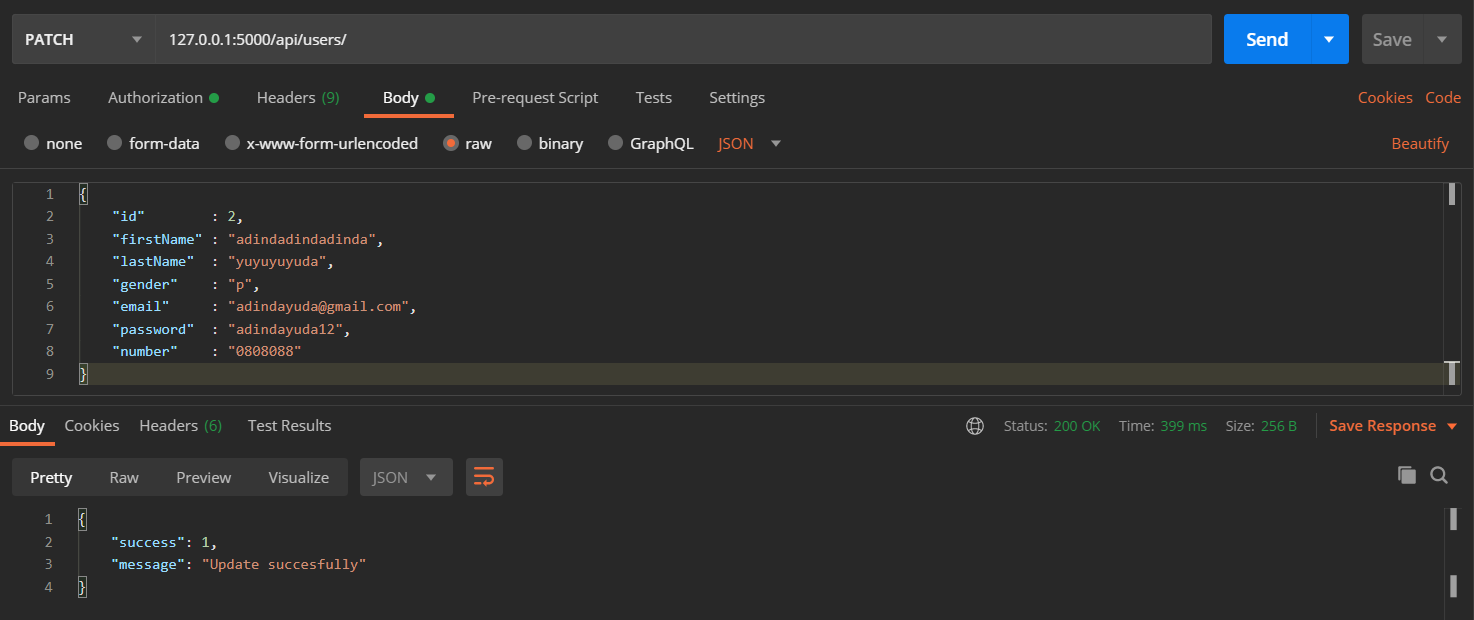 PATCH 127.0.0.1:5000/api/users/ Send Save
Params Authorization Headers (9) Body Pre-request Script Tests Settings Cookies Code
none form-data x-www-form-urlencoded raw binary GraphQL JSON Beautify
1 {
2 "id" : 2,
3 "firstName" : "adindadindadinda",
4 "lastName" : "yuyuyuyuda",
5 "gender" : "p",
6 "email" : "adindayuda@gmail.com",
7 "password" : "adindayuda12",
8 "number" : "0808088"
9 }
Body Cookies Headers (6) Test Results Status: 200 OK Time: 399 ms Size: 256 B Save Response
Pretty Raw Preview Visualize JSON
1 {
2 "success": 1,
3 "message": "Update succesfully"
4 }